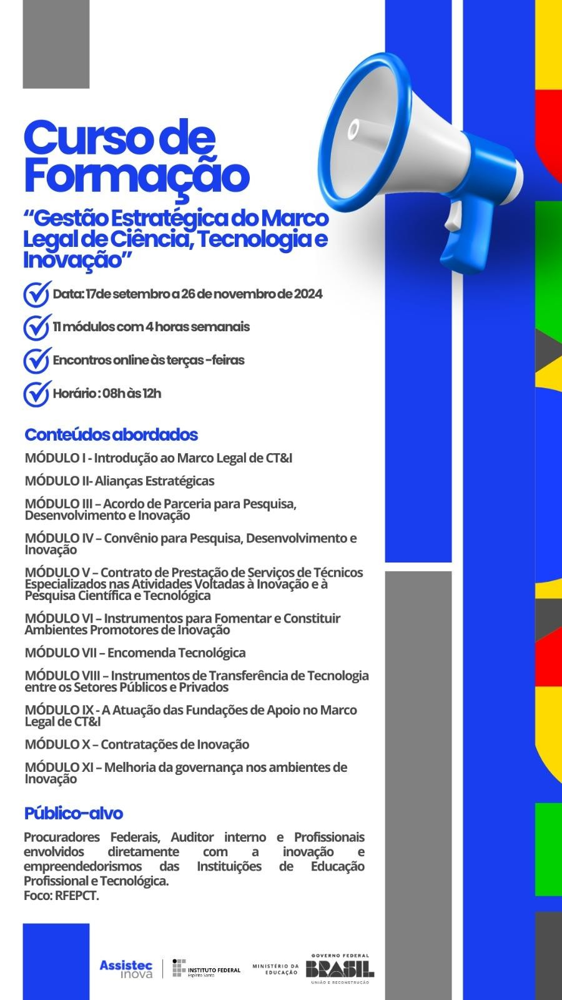 Curso de
Formação
“Gestão Estratégica do Marco
Legal de Ciência, Tecnologia e
Inovação”
Data: 17de setembro a 26 de novembro de 2024
11 módulos com 4 horas semanais
Encontros online às terças -feiras
Horário : 08h às 12h
Conteúdos abordados
MÓDULO I - Introdução ao Marco Legal de CT&I
MÓDULO II- Alianças Estratégicas
MÓDULO III – Acordo de Parceria para Pesquisa,
Desenvolvimento e Inovação
MÓDULO IV – Convênio para Pesquisa, Desenvolvimento e
Inovação
MÓDULO V – Contrato de Prestação de Serviços de Técnicos
Especializados nas Atividades Voltadas à Inovação e à
Pesquisa Científica e Tecnológica
MÓDULO VI – Instrumentos para Fomentar e Constituir
Ambientes Promotores de Inovação
MÓDULO VII – Encomenda Tecnológica
MÓDULO VIII – Instrumentos de Transferência de Tecnologia
entre os Setores Públicos e Privados
MÓDULO IX - A Atuação das Fundações de Apoio no Marco
Legal de CT&I
MÓDULO X – Contratações de Inovação
MÓDULO XI – Melhoria da governança nos ambientes de
Inovação
Público-alvo
Procuradores Federais, Auditor interno e Profissionais
envolvidos diretamente com a inovação e
empreendedorismos das Instituições de Educação
Profissional e Tecnológica.
Foco: RFEPCT.
Assistec
inova
INSTITUTO FEDERAL
Espírito Santo
MINISTÉRIO DA
EDUCAÇÃO
GOVERNO FEDERAL
BRASIL
UNIÃO E RECONSTRUÇÃO